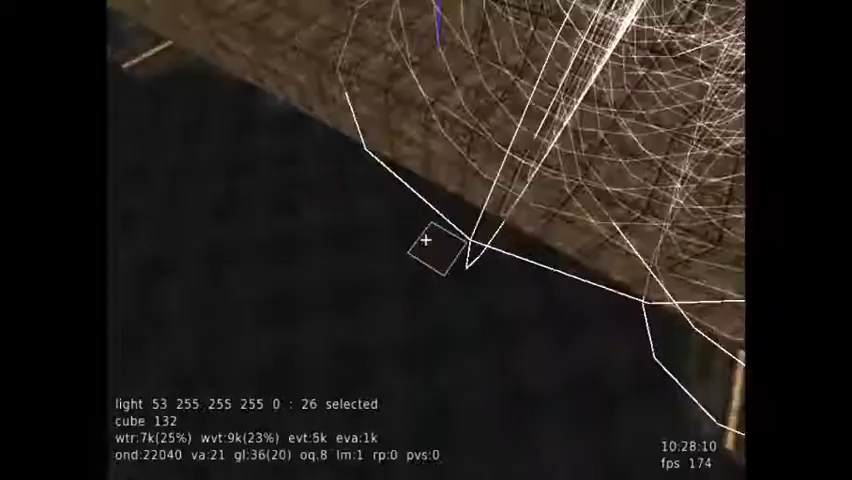 light 53 255 255 255 0 : 26 selected
cube 132
wtr:7k(25%) wvt:9k(23%) evt:5k eva:1k
ond:22040 va:21 gl:36(20) oq:8 lm:1 rp:0 pvs:0
10:28:10
fps 174